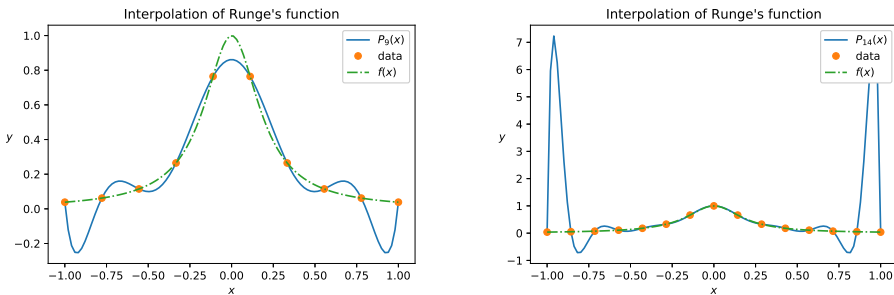 Interpolation of Runge's function
P₉(x)
data
f(x)
y
1.0
0.8
0.6
0.4
0.2
0.0
−0.2
−1.00 −0.75 −0.50 −0.25 0.00 0.25 0.50 0.75 1.00
x
Interpolation of Runge's function
P₁₄(x)
data
f(x)
y
7
6
5
4
3
2
1
0
−1
−1.00 −0.75 −0.50 −0.25 0.00 0.25 0.50 0.75 1.00
x